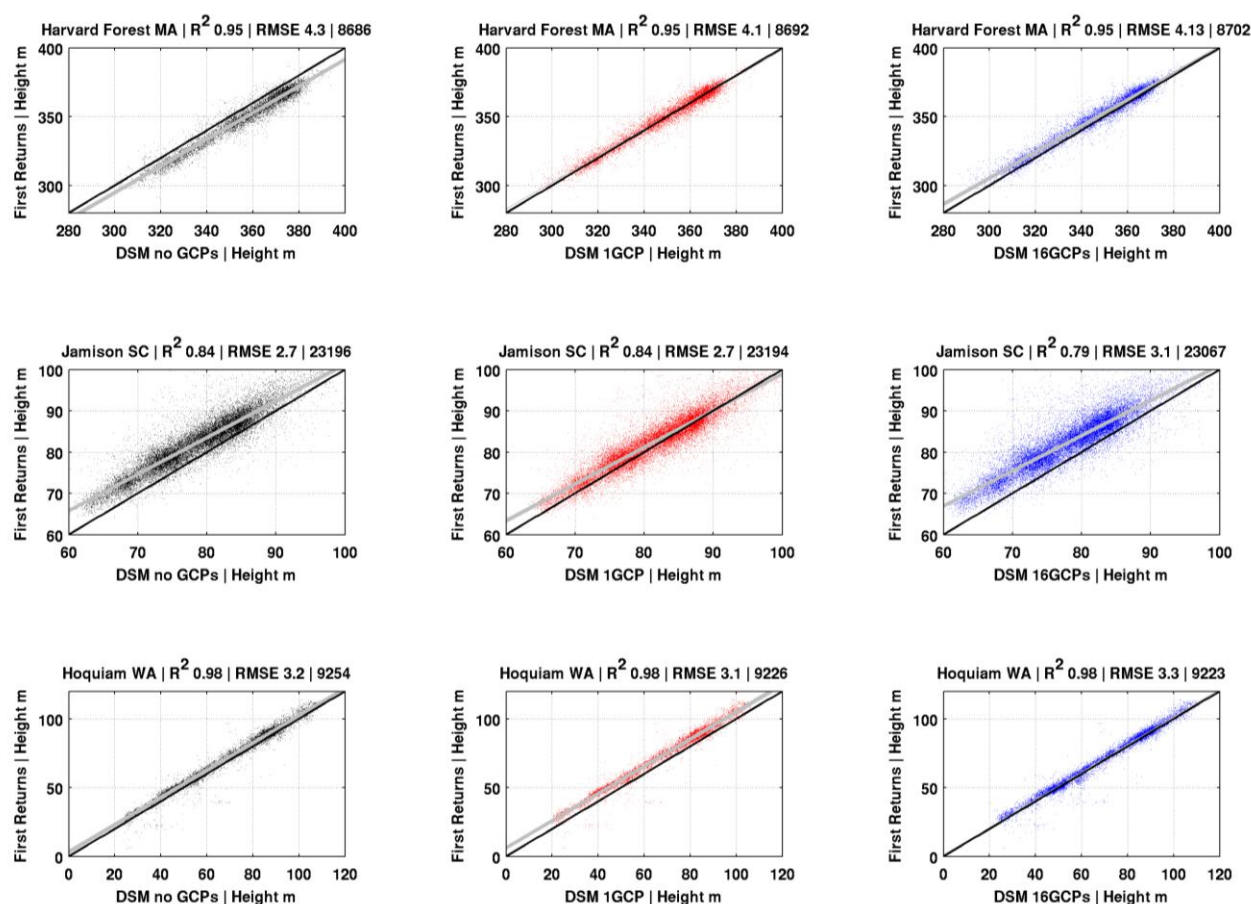 Harvard Forest MA | R2 0.95 | RMSE 4.3 | 8686
400
350
300
First Returns | Height m
280 300 320 340 360 380 400
DSM no GCPs | Height m
Harvard Forest MA | R2 0.95 | RMSE 4.1 | 8692
400
350
300
First Returns | Height m
280 300 320 340 360 380 400
DSM 1GCP | Height m
Harvard Forest MA | R2 0.95 | RMSE 4.13 | 8702
400
350
300
First Returns | Height m
280 300 320 340 360 380 400
DSM 16GCPs | Height m
Jamison SC | R2 0.84 | RMSE 2.7 | 23196
100
90
80
70
60
First Returns | Height m
60 70 80 90 100
DSM no GCPs | Height m
Jamison SC | R2 0.84 | RMSE 2.7 | 23194
100
90
80
70
60
First Returns | Height m
60 70 80 90 100
DSM 1GCP | Height m
Jamison SC | R2 0.79 | RMSE 3.1 | 23067
100
90
80
70
60
First Returns | Height m
60 70 80 90 100
DSM 16GCPs | Height m
Hoquiam WA | R2 0.98 | RMSE 3.2 | 9254
100
50
0
First Returns | Height m
0 20 40 60 80 100 120
DSM no GCPs | Height m
Hoquiam WA | R2 0.98 | RMSE 3.1 | 9226
100
50
0
First Returns | Height m
0 20 40 60 80 100 120
DSM 1GCP | Height m
Hoquiam WA | R2 0.98 | RMSE 3.3 | 9223
100
50
0
First Returns | Height m
0 20 40 60 80 100 120
DSM 16GCPs | Height m